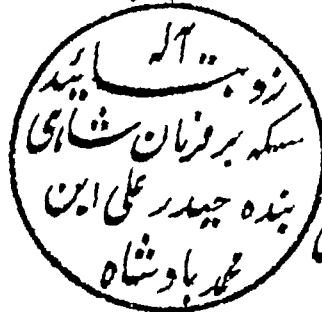 زد بتائید آله
سکه بر فرمان شاهی
بنده حیدر علی ابن
محمد بادشاه